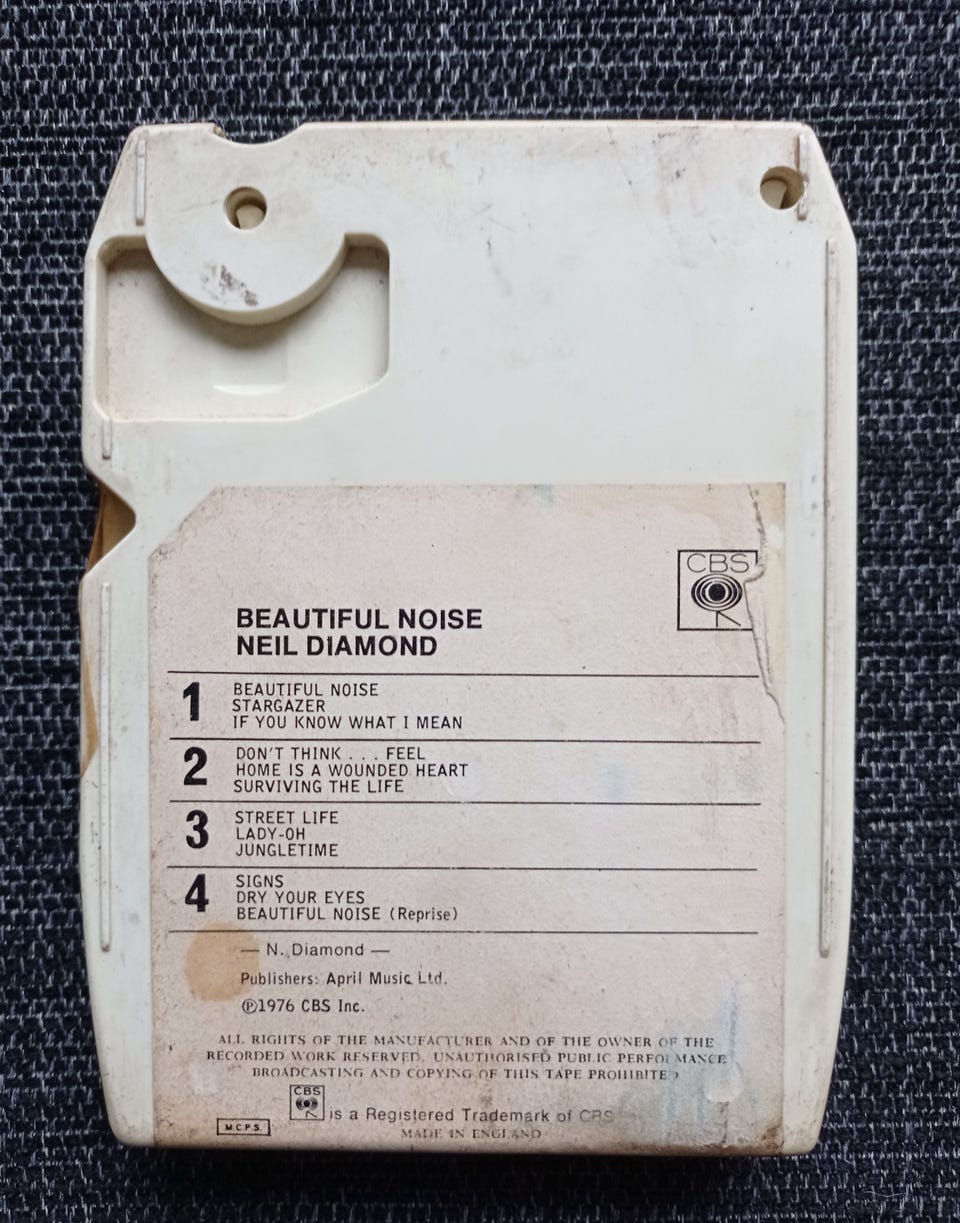 CBS
BEAUTIFUL NOISE
NEIL DIAMOND
1
BEAUTIFUL NOISE
STARGAZER
IF YOU KNOW WHAT I MEAN
2
DON'T THINK . . . FEEL
HOME IS A WOUNDED HEART
SURVIVING THE LIFE
3
STREET LIFE
LADY-OH
JUNGLETIME
4
SIGNS
DRY YOUR EYES
BEAUTIFUL NOISE (Reprise)
— N. Diamond —
Publishers: April Music Ltd.
℗1976 CBS Inc.
ALL RIGHTS OF THE MANUFACTURER AND OF THE OWNER OF THE
RECORDED WORK RESERVED. UNAUTHORISED PUBLIC PERFORMANCE
BROADCASTING AND COPYING OF THIS TAPE PROHIBITED
CBS
is a Registered Trademark of CBS
M.C.P.S.
MADE IN ENGLAND